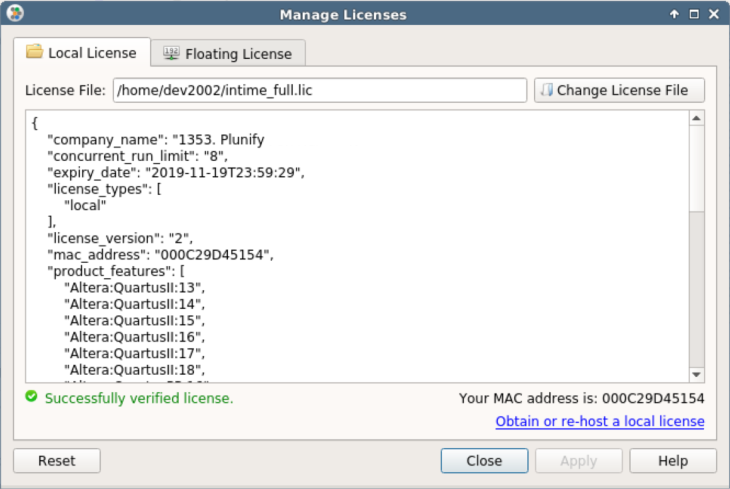 Manage Licenses
Local License
Floating License
License File: /home/dev2002/intime_full.lic
Change License File
{
"company_name": "1353. Plunify
"concurrent_run_limit": "8",
"expiry_date": "2019-11-19T23:59:29",
"license_types": [
"local"
],
"license_version": "2",
"mac_address": "000C29D45154",
"product_features": [
"Altera:QuartusII:13",
"Altera:QuartusII:14",
"Altera:QuartusII:15",
"Altera:QuartusII:16",
"Altera:QuartusII:17",
"Altera:QuartusII:18",
Successfully verified license.
Your MAC address is: 000C29D45154
Obtain or re-host a local license
Reset
Close
Apply
Help